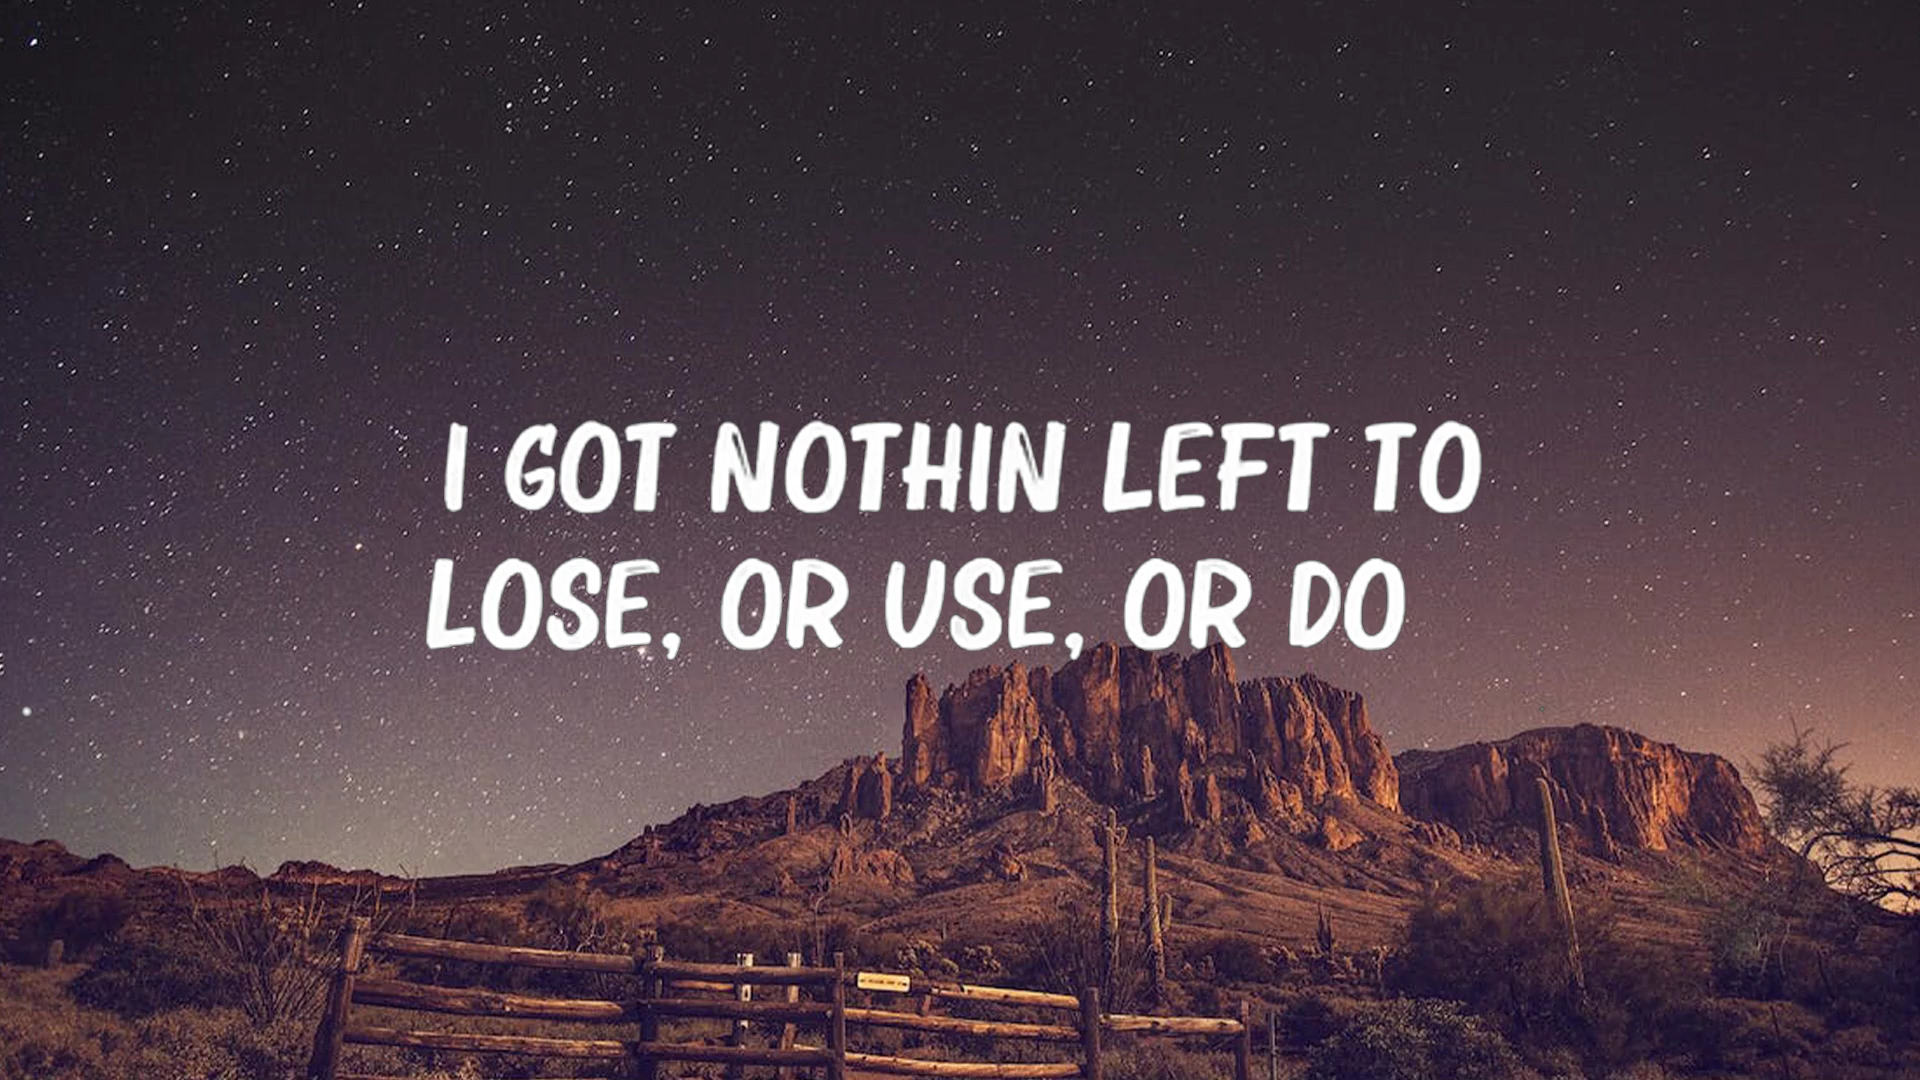 I GOT NOTHIN LEFT TO
LOSE, OR USE, OR DO